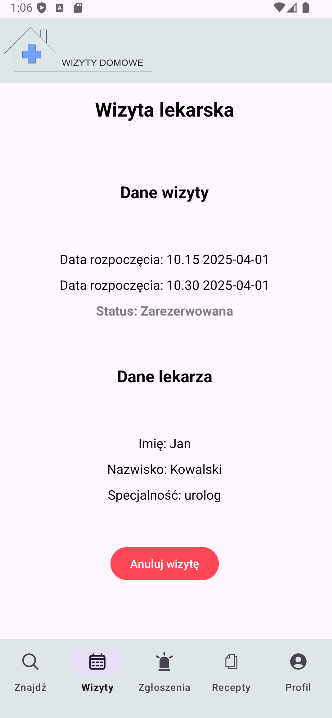 1:06
WIZYTY DOMOWE
Wizyta lekarska
Dane wizyty
Data rozpoczęcia: 10.15 2025-04-01
Data rozpoczęcia: 10.30 2025-04-01
Status: Zarezerwowana
Dane lekarza
Imię: Jan
Nazwisko: Kowalski
Specjalność: urolog
Anuluj wizytę
Znajdź Wizyty Zgłoszenia Recepty Profil